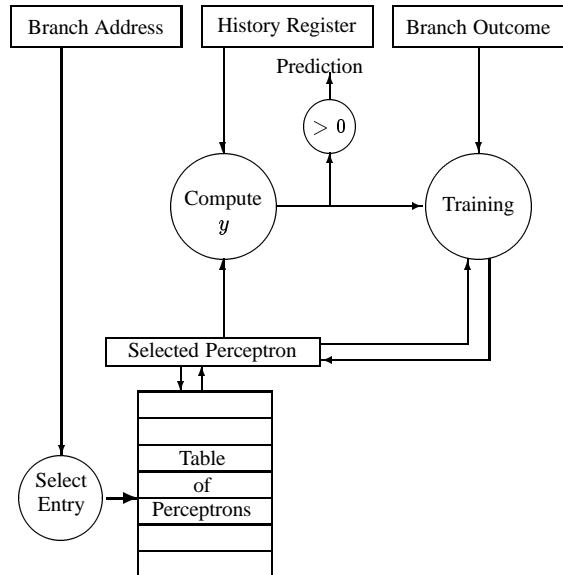 Branch Address
History Register
Branch Outcome
Prediction
> 0
Compute
y
Training
Selected Perceptron
Table
of
Perceptrons
Select
Entry